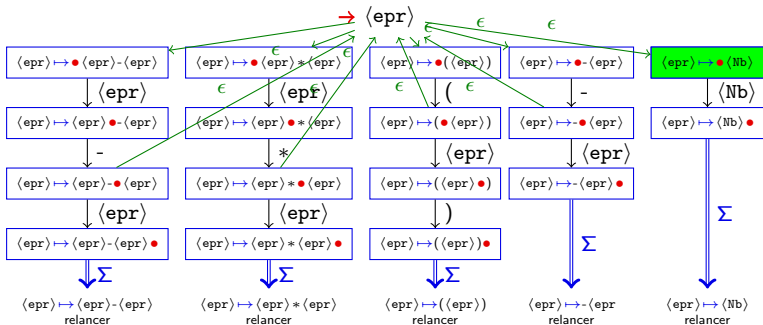 → ⟨epr⟩
ϵ ϵ ϵ
ϵ ϵ ϵ
⟨epr⟩↦●⟨epr⟩-⟨epr⟩ ⟨epr⟩↦●⟨epr⟩*⟨epr⟩ ⟨epr⟩↦●(⟨epr⟩) ⟨epr⟩↦●-⟨epr⟩ ⟨epr⟩↦●⟨Nb⟩
ϵ ϵ ϵ ϵ
⟨epr⟩ ⟨epr⟩ ( - ⟨Nb⟩
⟨epr⟩↦⟨epr⟩●-⟨epr⟩ ⟨epr⟩↦⟨epr⟩●*⟨epr⟩ ⟨epr⟩↦(●⟨epr⟩) ⟨epr⟩↦-●⟨epr⟩ ⟨epr⟩↦⟨Nb⟩●
- * ⟨epr⟩ ⟨epr⟩
⟨epr⟩↦⟨epr⟩-●⟨epr⟩ ⟨epr⟩↦⟨epr⟩*●⟨epr⟩ ⟨epr⟩↦(⟨epr⟩●) ⟨epr⟩↦-⟨epr⟩●
⟨epr⟩ ⟨epr⟩ ) Σ Σ
⟨epr⟩↦⟨epr⟩-⟨epr⟩● ⟨epr⟩↦⟨epr⟩*⟨epr⟩● ⟨epr⟩↦(⟨epr⟩)●
Σ Σ Σ
⟨epr⟩↦⟨epr⟩-⟨epr⟩ ⟨epr⟩↦⟨epr⟩*⟨epr⟩ ⟨epr⟩↦(⟨epr⟩) ⟨epr⟩↦-⟨epr ⟨epr⟩↦⟨Nb⟩
relancer relancer relancer relancer relancer